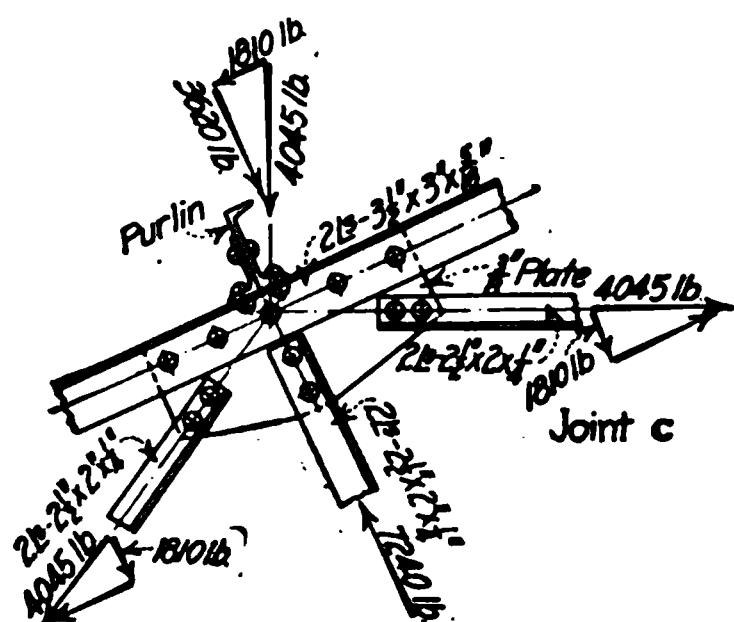 1810 lb.
3620 lb.
4045 lb.
Purlin
2Ls-3½"x3"x5/16"
⅜" Plate
4045 lb.
2Ls-2½"x2"x¼"
1810 lb
Joint c
2Ls-2½"x2"x¼"
4045 lb.
1810 lb.
2Ls-2½"x2½"x¼"
7240 lb.